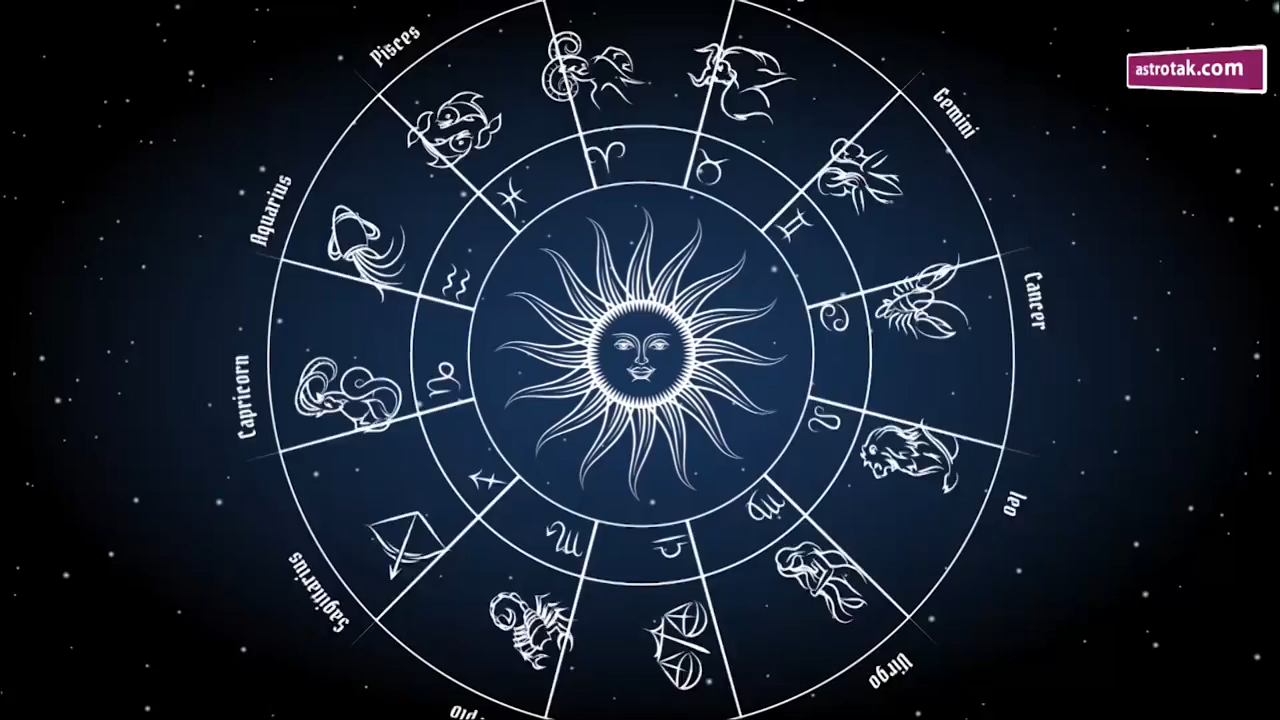 Pisces
astrotak.com
Gemini
Aquarius
Cancer
Capricorn
leo
Sagittarius
Virgo